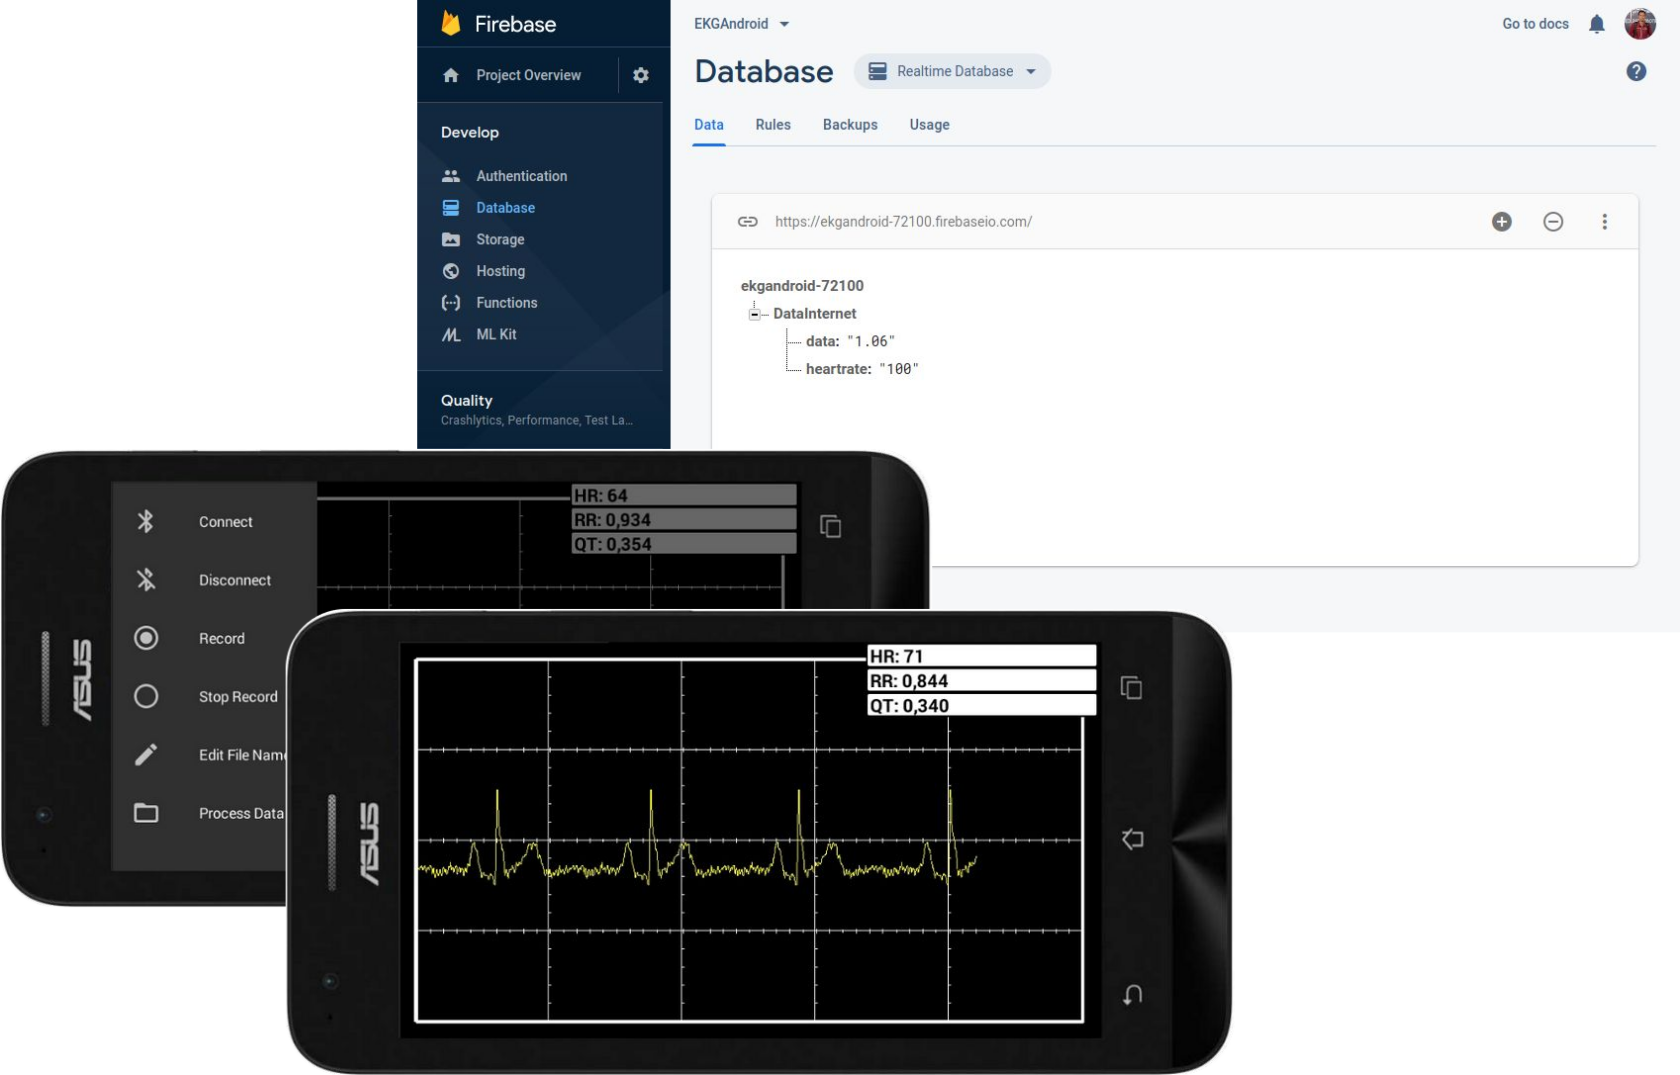 Firebase
Project Overview
Develop
Authentication
Database
Storage
Hosting
Functions
ML Kit
Quality
Crashlytics, Performance, Test La...
EKGAndroid
Go to docs
Database
Realtime Database
?
Data Rules Backups Usage
https://ekgandroid-72100.firebaseio.com/
ekgandroid-72100
DataInternet
data: "1.06"
heartrate: "100"
ASUS
Connect
Disconnect
Record
Stop Record
Edit File Name
Process Data
HR: 64
RR: 0,934
QT: 0,354
ASUS
HR: 71
RR: 0,844
QT: 0,340